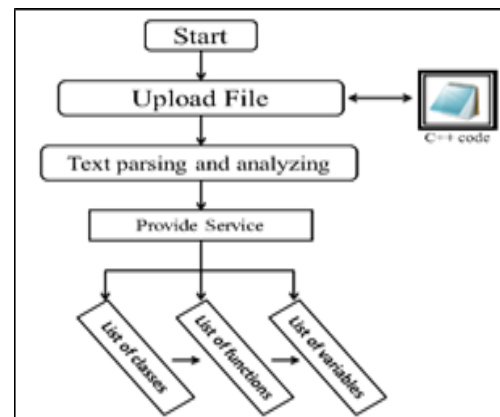 Start
Upload File
C++ code
Text parsing and analyzing
Provide Service
List of classes
List of functions
List of variables